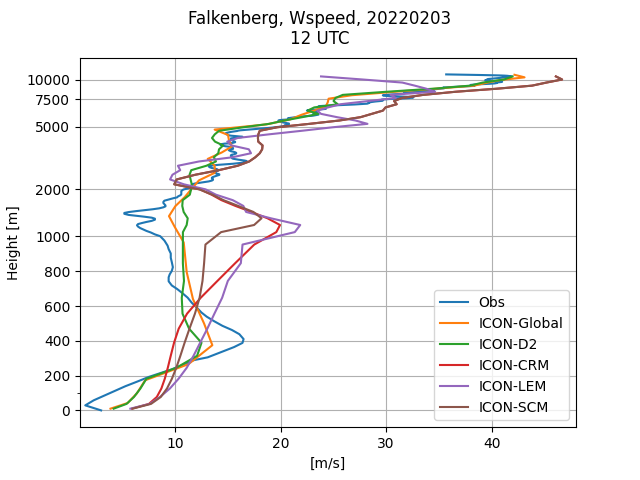 Falkenberg, Wspeed, 20220203
12 UTC
10000
7500
5000
2000
1000
800
600
400
200
0
Height [m]
Obs
ICON-Global
ICON-D2
ICON-CRM
ICON-LEM
ICON-SCM
10 20 30 40
[m/s]